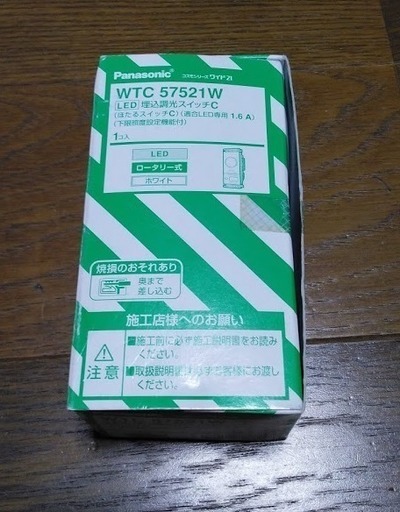 Panasonic コスモシリーズ ワイド21
WTC 57521W
LED 埋込調光スイッチC
(ほたるスイッチC)(適合LED専用 1.6A)
(下限照度設定機能付)
1コ入
LED
ロータリー式
ホワイト
焼損のおそれあり
奥まで
差し込む
施工店様へのお願い
注意
■施工前に必ず施工説明書をお読み
ください。
■取扱説明書は必ずお客様にお渡し
ください。